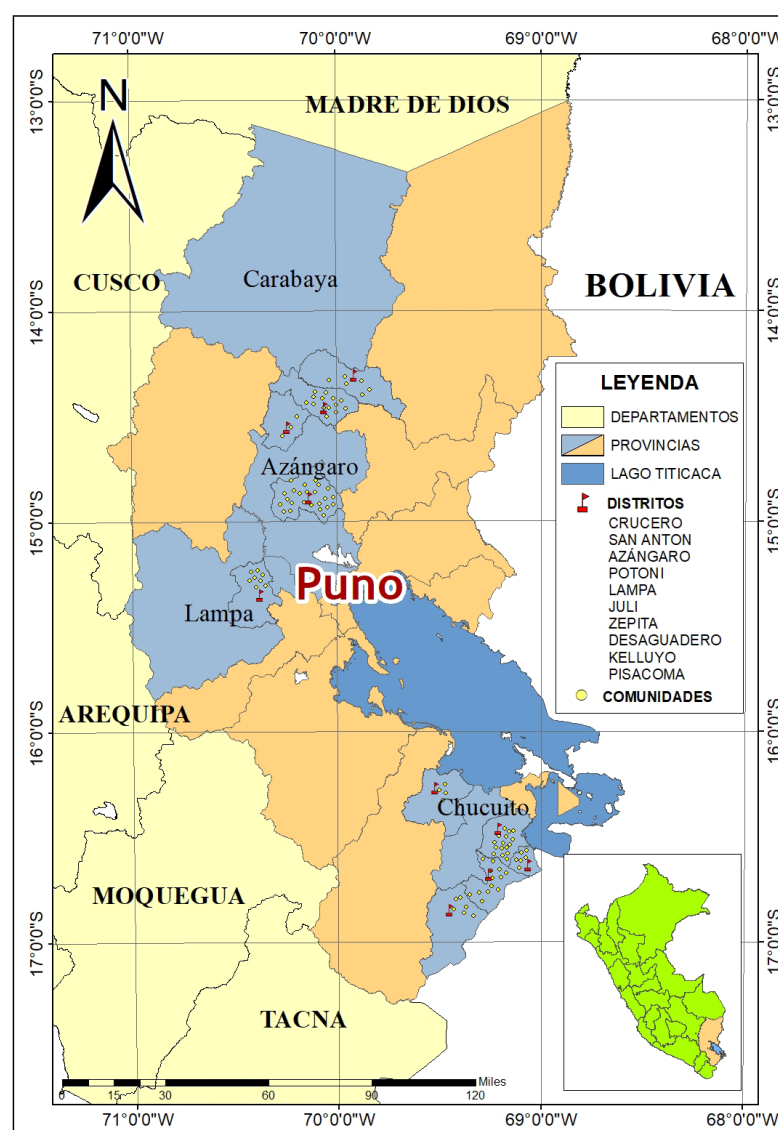 71°0'0"W 70°0'0"W 69°0'0"W 68°0'0"W
13°0'0"S 13°0'0"S
N
MADRE DE DIOS
CUSCO
Carabaya
BOLIVIA
14°0'0"S 14°0'0"S
LEYENDA
DEPARTAMENTOS
PROVINCIAS
LAGO TITICACA
DISTRITOS
CRUCERO
SAN ANTON
AZÁNGARO
POTONI
LAMPA
JULI
ZEPITA
DESAGUADERO
KELLUYO
PISACOMA
COMUNIDADES
Azángaro
15°0'0"S 15°0'0"S
Puno
Lampa
AREQUIPA
16°0'0"S 16°0'0"S
Chucuito
MOQUEGUA
17°0'0"S 17°0'0"S
TACNA
Miles
0 15 30 60 90 120
71°0'0"W 70°0'0"W 69°0'0"W 68°0'0"W